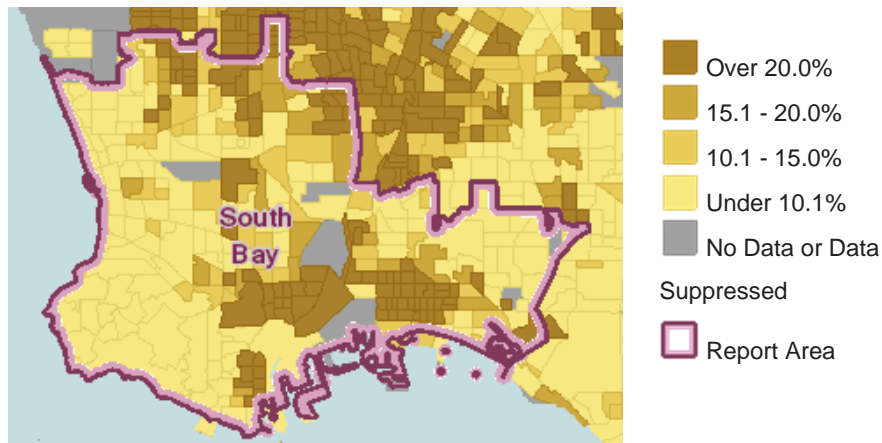 South
Bay
Over 20.0%
15.1 - 20.0%
10.1 - 15.0%
Under 10.1%
No Data or Data
Suppressed
Report Area